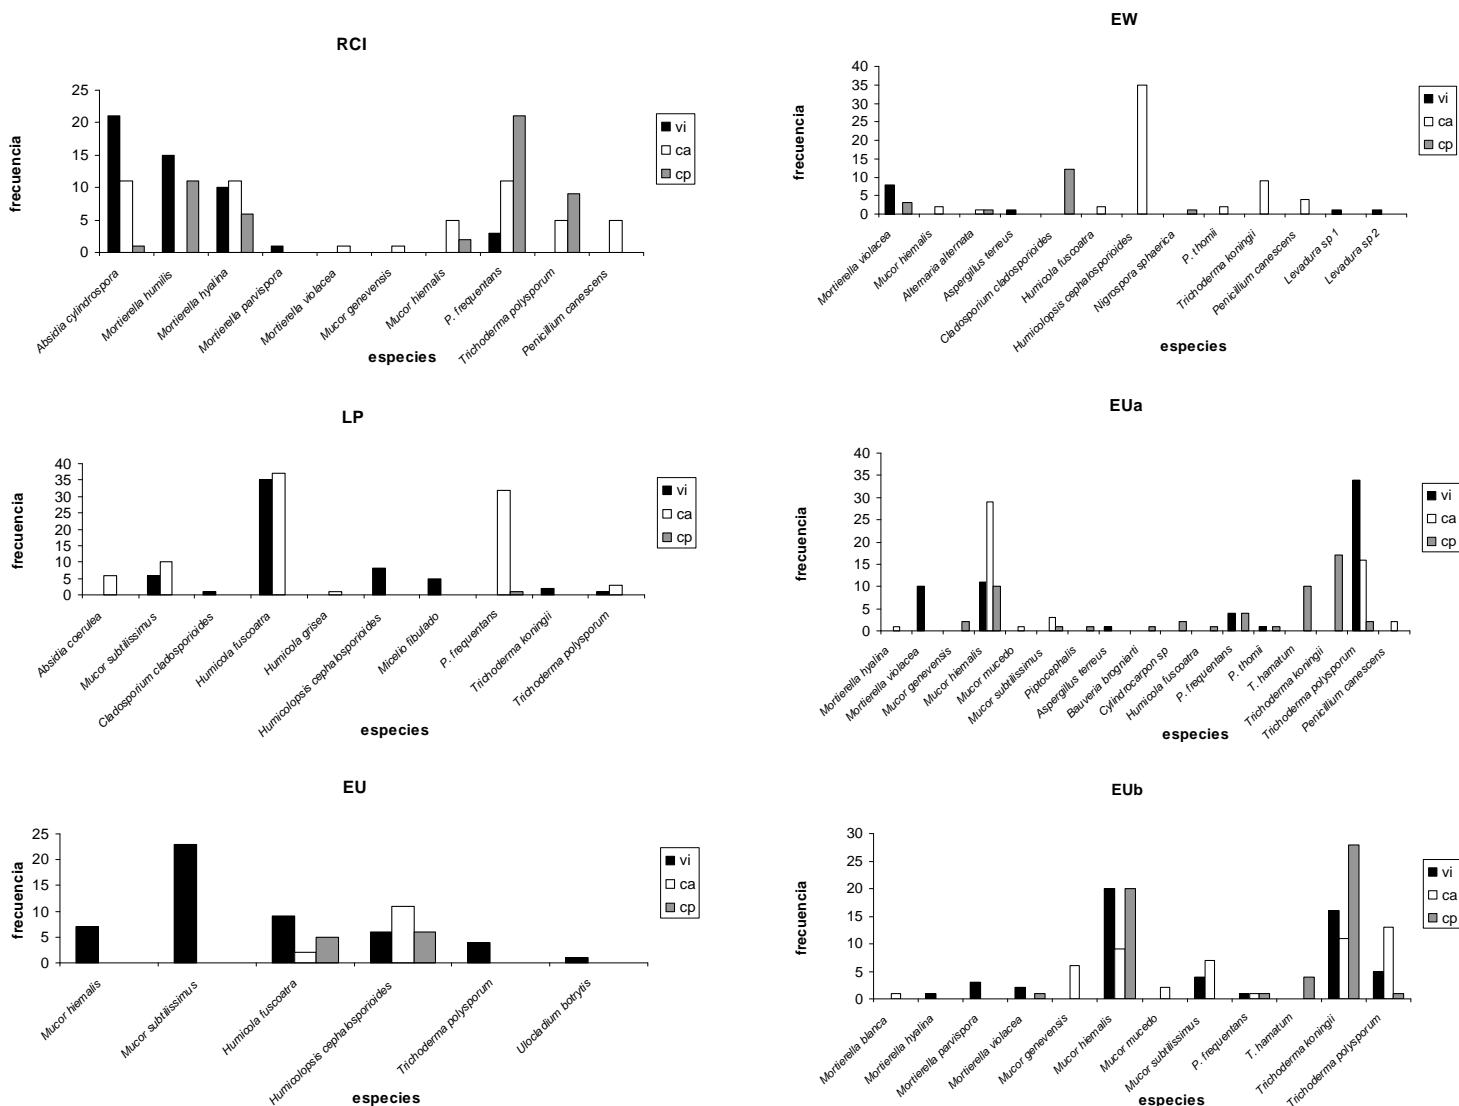 RCI
frecuencia
25
20
15
10
5
0
Absidia cylindrospora
Mortierella humilis
Mortierella hyalina
Mortierella parvispora
Mortierella violacea
Mucor genevensis
Mucor hiemalis
P. frequentans
Trichoderma polysporum
Penicillium canescens
especies
vi
ca
cp
EW
frecuencia
40
35
30
25
20
15
10
5
0
Mortierella violacea
Mucor hiemalis
Alternaria alternata
Aspergillus terreus
Cladosporium cladosporioides
Humicola fuscoatra
Humicolopsis cephalosporioides
Nigrospora sphaerica
P. thomii
Trichoderma koningii
Penicillium canescens
Levadura sp 1
Levadura sp 2
especies
vi
ca
cp
LP
frecuencia
40
35
30
25
20
15
10
5
0
Absidia coerulea
Mucor subtilissimus
Cladosporium cladosporioides
Humicola fuscoatra
Humicola grisea
Humicolopsis cephalosporioides
Micelio fibulado
P. frequentans
Trichoderma koningii
Trichoderma polysporum
especies
vi
ca
cp
EUa
frecuencia
40
35
30
25
20
15
10
5
0
Mortierella hyalina
Mortierella violacea
Mucor genevensis
Mucor hiemalis
Mucor mucedo
Mucor subtilissimus
Piptocephalis
Aspergillus terreus
Bauveria brogniarti
Cylindrocarpon sp
Humicola fuscoatra
P. frequentans
P. thomii
T. hamatum
Trichoderma koningii
Trichoderma polysporum
Penicillium canescens
especies
vi
ca
cp
EU
frecuencia
25
20
15
10
5
0
Mucor hiemalis
Mucor subtilissimus
Humicola fuscoatra
Humicolopsis cephalosporioides
Trichoderma polysporum
Ulocladium botrytis
especies
vi
ca
cp
EUb
frecuencia
30
25
20
15
10
5
0
Mortierella blanca
Mortierella hyalina
Mortierella parvispora
Mortierella violacea
Mucor genevensis
Mucor hiemalis
Mucor mucedo
Mucor subtilissimus
P. frequentans
T. hamatum
Trichoderma koningii
Trichoderma polysporum
especies
vi
ca
cp